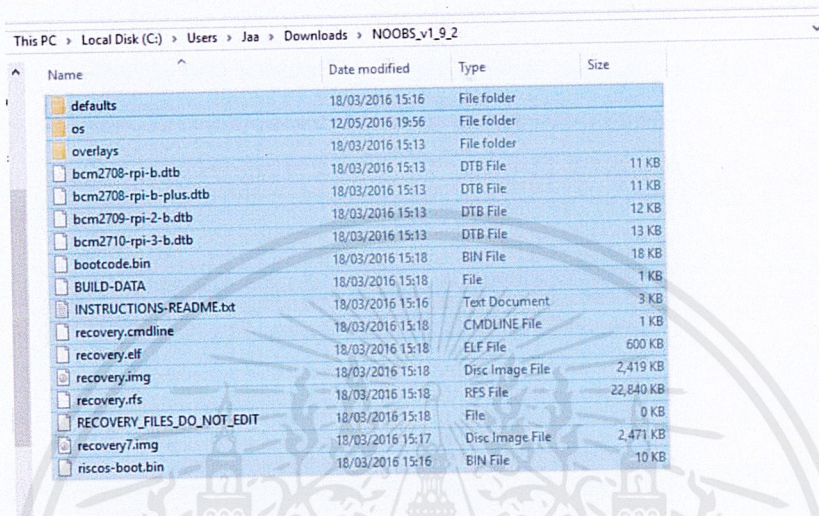 This PC > Local Disk (C:) > Users > Jaa > Downloads > NOOBS_v1_9_2
Name Date modified Type Size
defaults 18/03/2016 15:16 File folder
os 12/05/2016 19:56 File folder
overlays 18/03/2016 15:13 File folder
bcm2708-rpi-b.dtb 18/03/2016 15:13 DTB File 11 KB
bcm2708-rpi-b-plus.dtb 18/03/2016 15:13 DTB File 11 KB
bcm2709-rpi-2-b.dtb 18/03/2016 15:13 DTB File 12 KB
bcm2710-rpi-3-b.dtb 18/03/2016 15:13 DTB File 13 KB
bootcode.bin 18/03/2016 15:18 BIN File 18 KB
BUILD-DATA 18/03/2016 15:18 File 1 KB
INSTRUCTIONS-README.txt 18/03/2016 15:16 Text Document 3 KB
recovery.cmdline 18/03/2016 15:18 CMDLINE File 1 KB
recovery.elf 18/03/2016 15:18 ELF File 600 KB
recovery.img 18/03/2016 15:18 Disc Image File 2,419 KB
recovery.rfs 18/03/2016 15:18 RFS File 22,840 KB
RECOVERY_FILES_DO_NOT_EDIT 18/03/2016 15:18 File 0 KB
recovery7.img 18/03/2016 15:17 Disc Image File 2,471 KB
riscos-boot.bin 18/03/2016 15:16 BIN File 10 KB